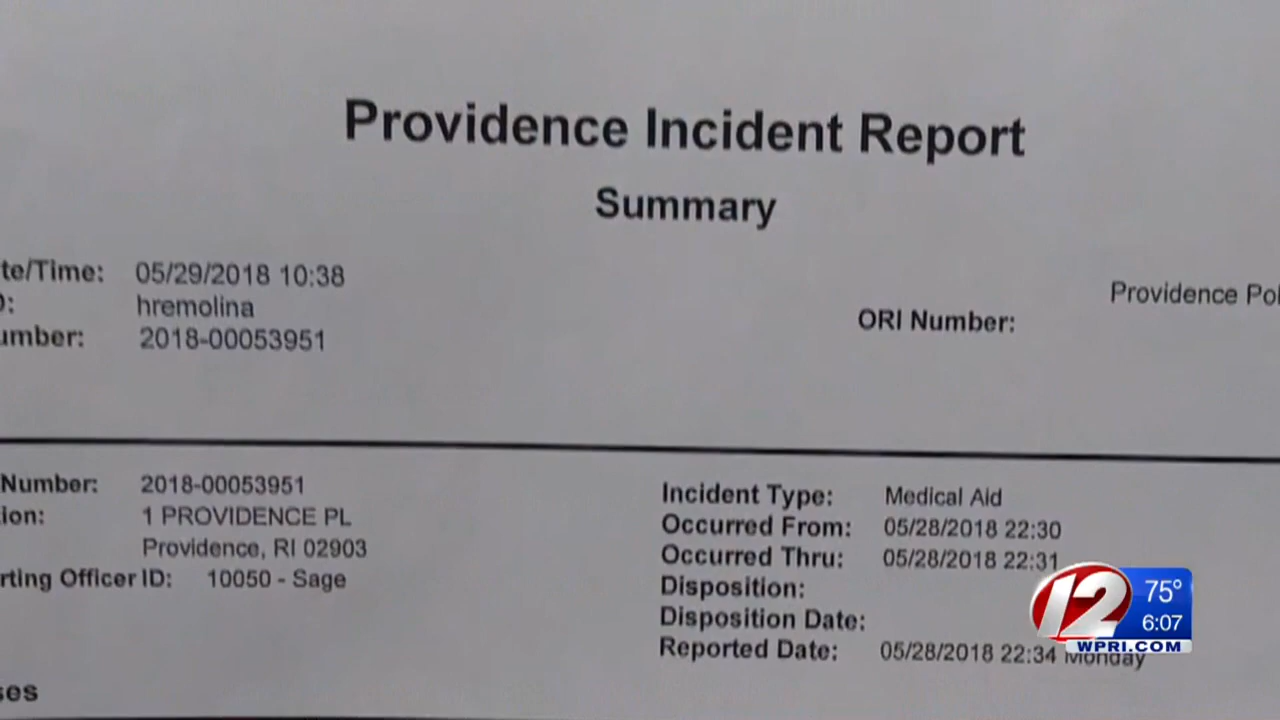 Providence Incident Report
Summary
te/Time: 05/29/2018 10:38
Providence Pol
D: hremolina
ORI Number:
umber: 2018-00053951
Number: 2018-00053951
Incident Type: Medical Aid
ion: 1 PROVIDENCE PL
Occurred From: 05/28/2018 22:30
Providence, RI 02903
Occurred Thru: 05/28/2018 22:31
rting Officer ID: 10050 - Sage
Disposition:
Disposition Date:
Reported Date: 05/28/2018 22:34 Monday
ses
12
75°
6:07
WPRI.COM